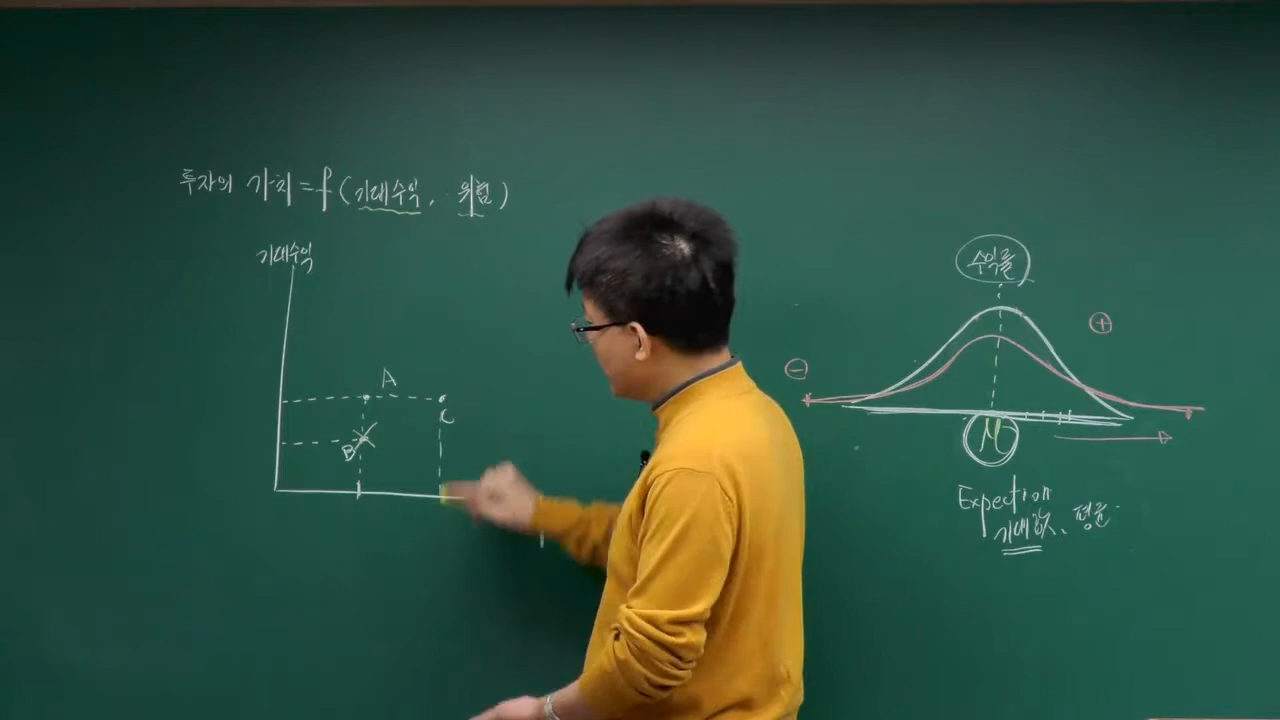 투자의 가치 = f (기대수익, 위험)
기대수익
A
B
C
수익률
⊖
⊕
M
Expection
기대값, 평균